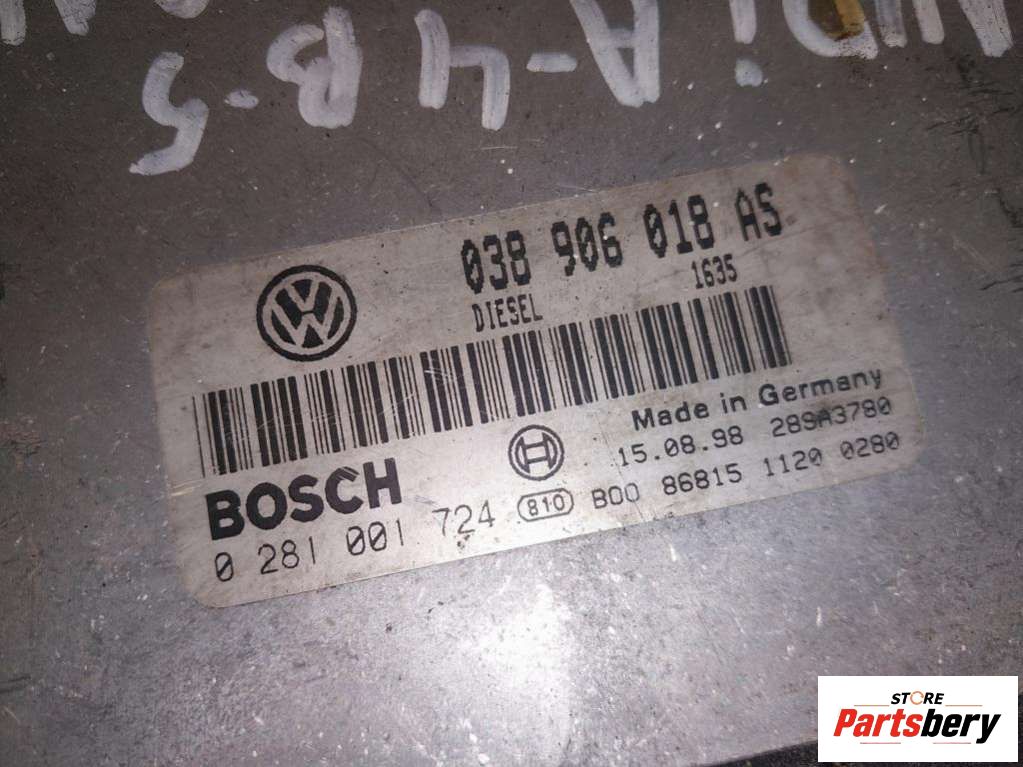 AUDi A-4 B-5
038 906 018 AS
DIESEL 1635
Made in Germany
BOSCH 15.08.98 28SA3780
0 281 001 724 810 B00 86815 1120 0280
STORE
Partsbery